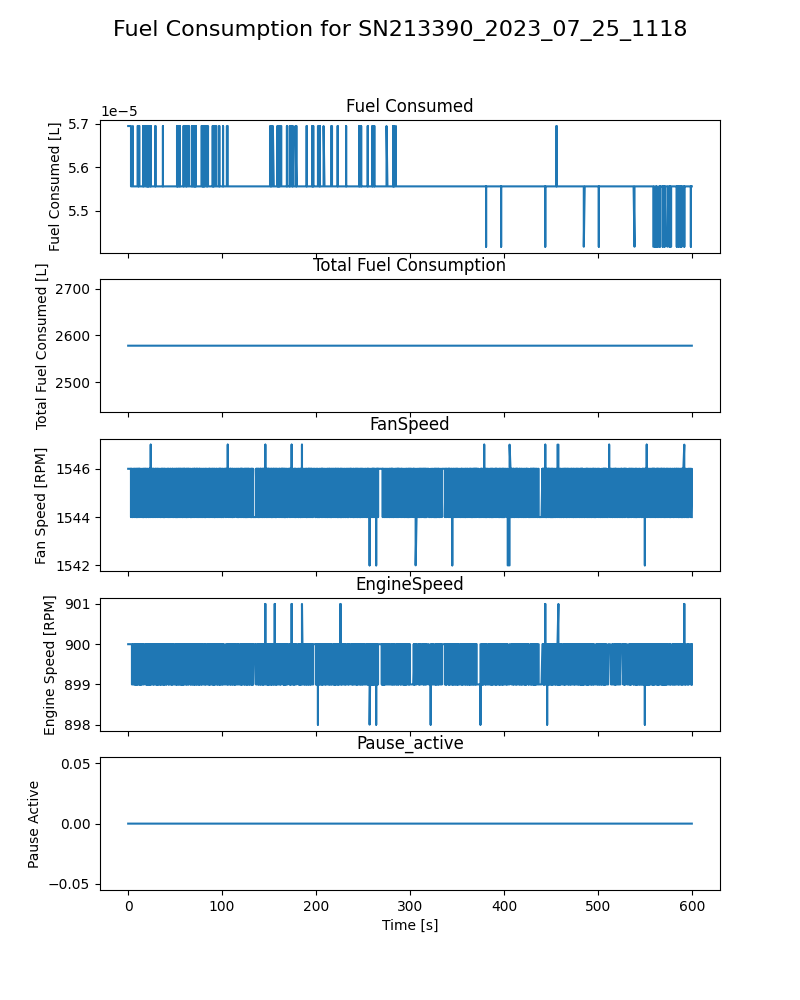 Fuel Consumption for SN213390_2023_07_25_1118
1e−5
Fuel Consumed
Fuel Consumed [L]
5.7
5.6
5.5
Total Fuel Consumption
Total Fuel Consumed [L]
2700
2600
2500
FanSpeed
Fan Speed [RPM]
1546
1544
1542
EngineSpeed
Engine Speed [RPM]
901
900
899
898
Pause_active
Pause Active
0.05
0.00
−0.05
0 100 200 300 400 500 600
Time [s]